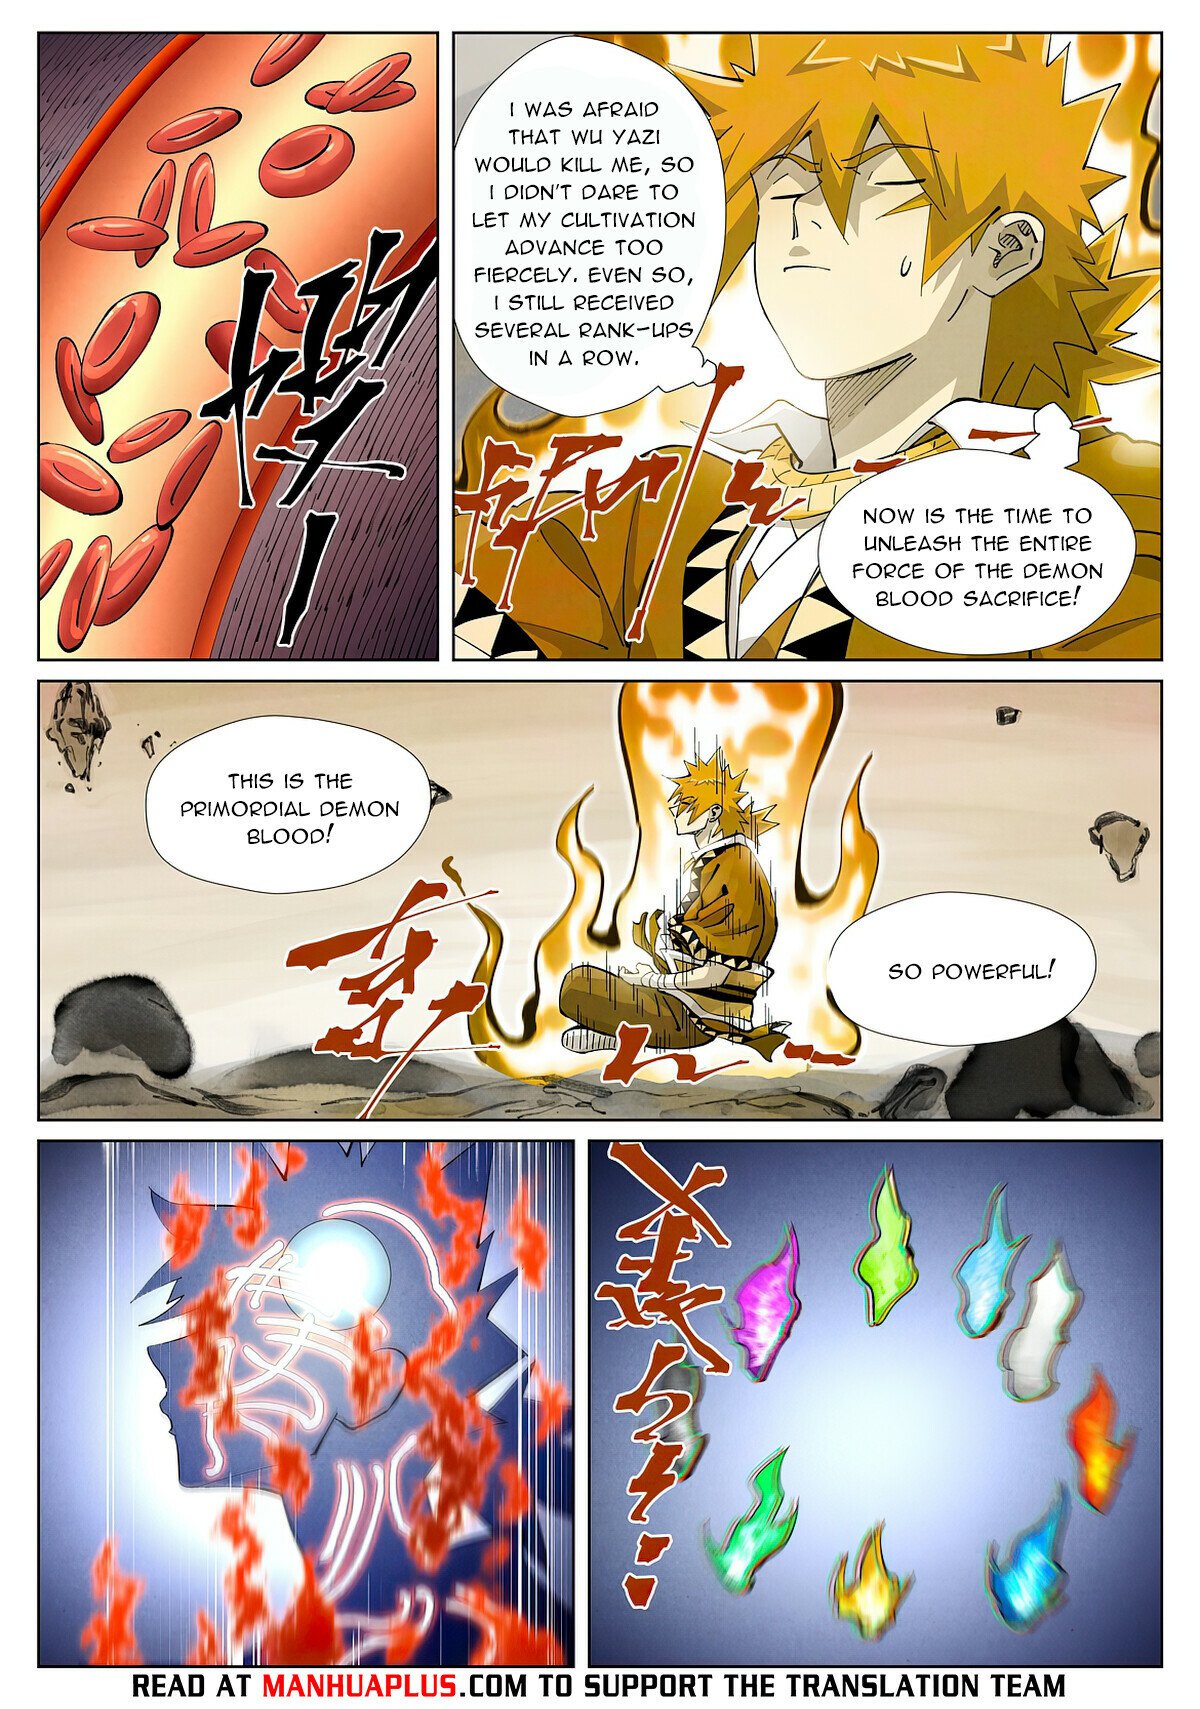 I WAS AFRAID
THAT WU YAZI
WOULD KILL ME, SO
I DIDN'T DARE TO
LET MY CULTIVATION
ADVANCE TOO
FIERCELY. EVEN SO,
I STILL RECEIVED
SEVERAL RANK-UPS
IN A ROW.
NOW IS THE TIME TO
UNLEASH THE ENTIRE
FORCE OF THE DEMON
BLOOD SACRIFICE!
THIS IS THE
PRIMORDIAL DEMON
BLOOD!
SO POWERFUL!
READ AT MANHUAPLUS.COM TO SUPPORT THE TRANSLATION TEAM